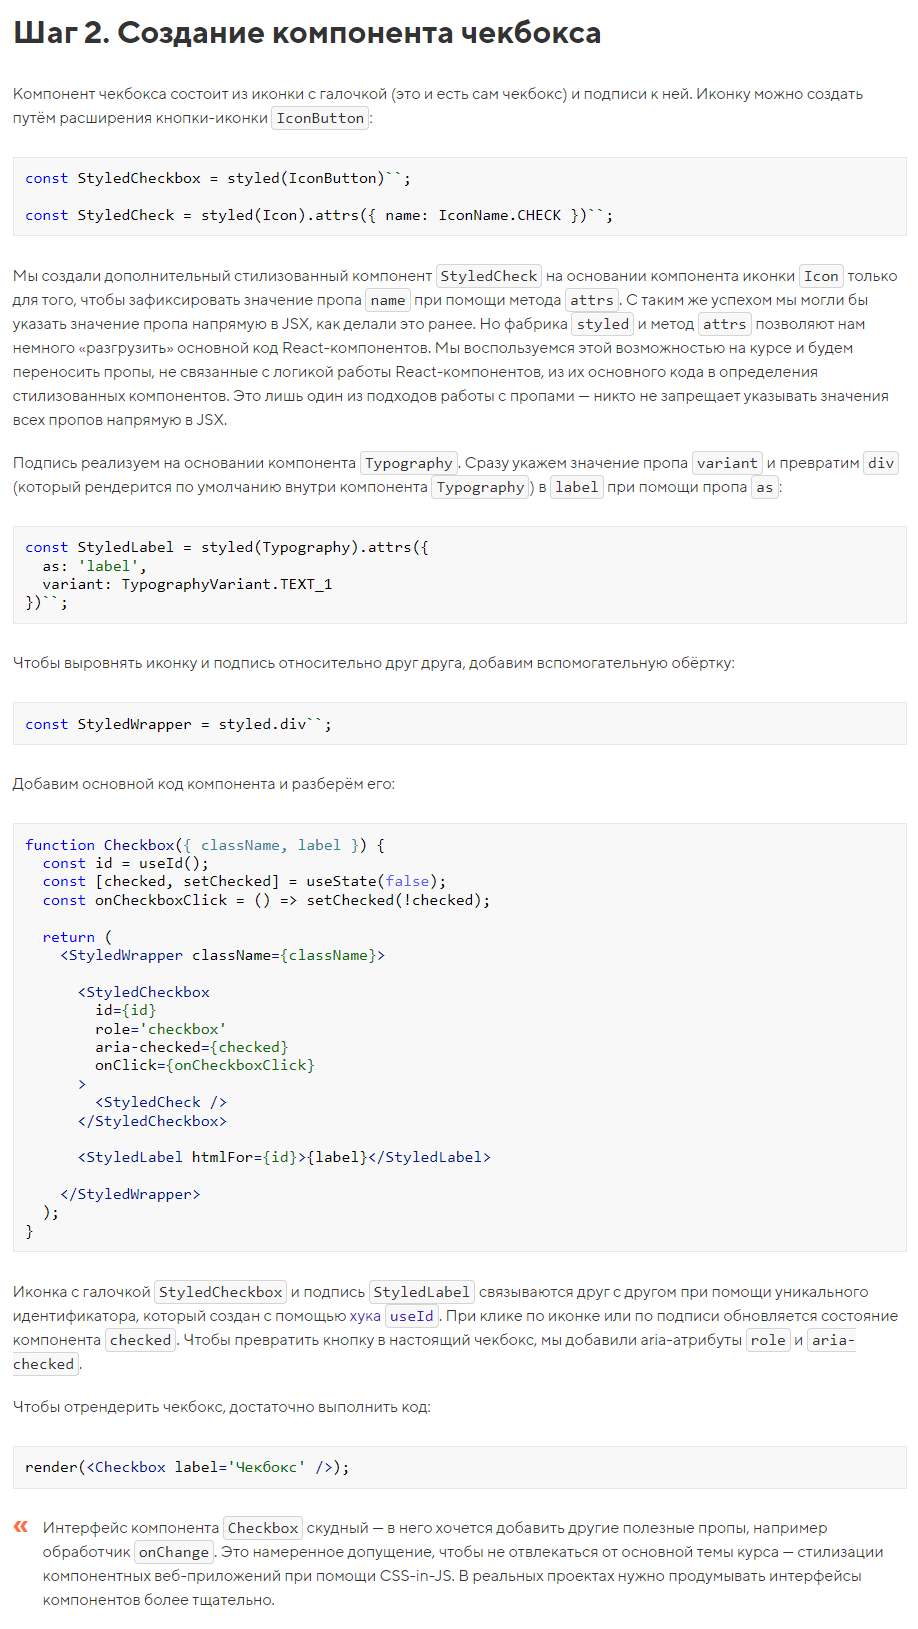 Шаг 2. Создание компонента чекбокса
Компонент чекбокса состоит из иконки с галочкой (это и есть сам чекбокс) и подписи к ней. Иконку можно создать
путём расширения кнопки-иконки IconButton:
const StyledCheckbox = styled(IconButton)``;
const StyledCheck = styled(Icon).attrs({ name: IconName.CHECK })``;
Мы создали дополнительный стилизованный компонент StyledCheck на основании компонента иконки Icon только
для того, чтобы зафиксировать значение пропа name при помощи метода attrs. С таким же успехом мы могли бы
указать значение пропа напрямую в JSX, как делали это ранее. Но фабрика styled и метод attrs позволяют нам
немного «разгрузить» основной код React-компонентов. Мы воспользуемся этой возможностью на курсе и будем
переносить пропы, не связанные с логикой работы React-компонентов, из их основного кода в определения
стилизованных компонентов. Это лишь один из подходов работы с пропами — никто не запрещает указывать значения
всех пропов напрямую в JSX.
Подпись реализуем на основании компонента Typography. Сразу укажем значение пропа variant и превратим div
(который рендерится по умолчанию внутри компонента Typography) в label при помощи пропа as:
const StyledLabel = styled(Typography).attrs({
  as: 'label',
  variant: TypographyVariant.TEXT_1
})``;
Чтобы выровнять иконку и подпись относительно друг друга, добавим вспомогательную обёртку:
const StyledWrapper = styled.div``;
Добавим основной код компонента и разберём его:
function Checkbox({ className, label }) {
  const id = useId();
  const [checked, setChecked] = useState(false);
  const onCheckboxClick = () => setChecked(!checked);
  return (
    <StyledWrapper className={className}>
      <StyledCheckbox
        id={id}
        role='checkbox'
        aria-checked={checked}
        onClick={onCheckboxClick}
      >
        <StyledCheck />
      </StyledCheckbox>
      <StyledLabel htmlFor={id}>{label}</StyledLabel>
    </StyledWrapper>
  );
}
Иконка с галочкой StyledCheckbox и подпись StyledLabel связываются друг с другом при помощи уникального
идентификатора, который создан с помощью хука useId. При клике по иконке или по подписи обновляется состояние
компонента checked. Чтобы превратить кнопку в настоящий чекбокс, мы добавили aria-атрибуты role и aria-
checked.
Чтобы отрендерить чекбокс, достаточно выполнить код:
render(<Checkbox label='Чекбокс' />);
« Интерфейс компонента Checkbox скудный — в него хочется добавить другие полезные пропы, например
обработчик onChange. Это намеренное допущение, чтобы не отвлекаться от основной темы курса — стилизации
компонентных веб-приложений при помощи CSS-in-JS. В реальных проектах нужно продумывать интерфейсы
компонентов более тщательно.